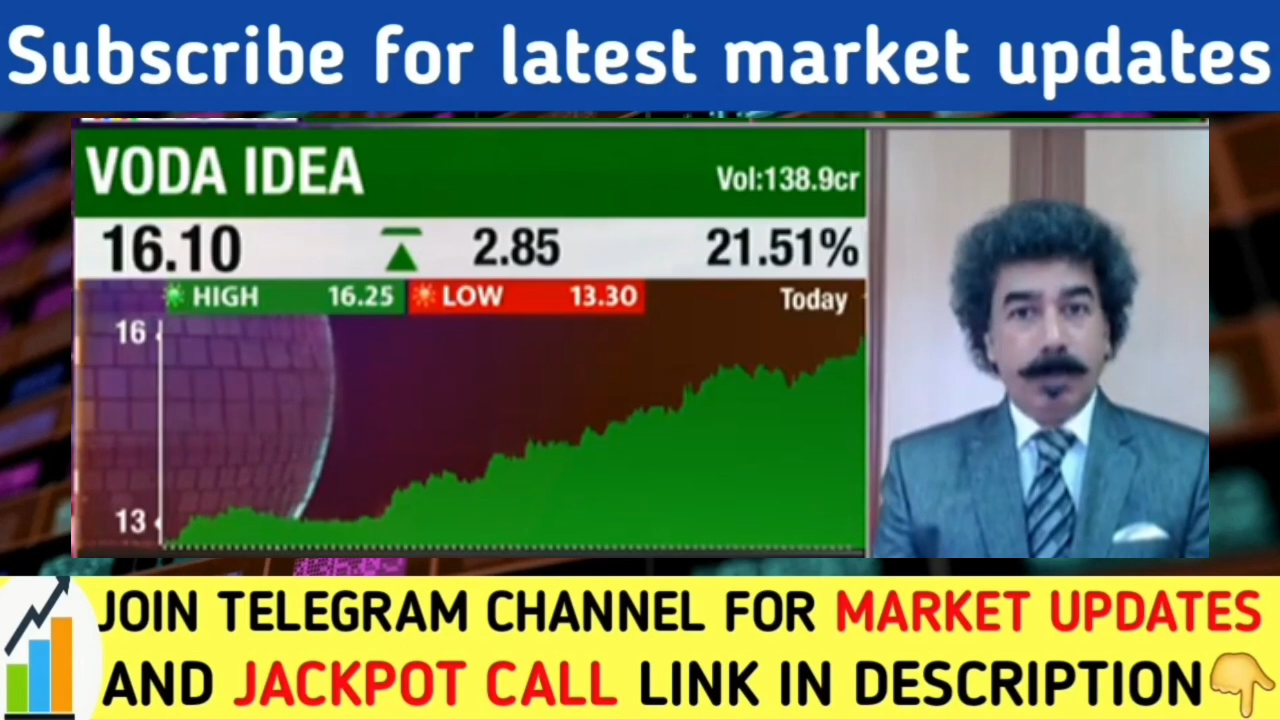 Subscribe for latest market updates
VODA IDEA
Vol:138.9cr
16.10 2.85 21.51%
HIGH 16.25 LOW 13.30 Today
16
13
JOIN TELEGRAM CHANNEL FOR MARKET UPDATES
AND JACKPOT CALL LINK IN DESCRIPTION